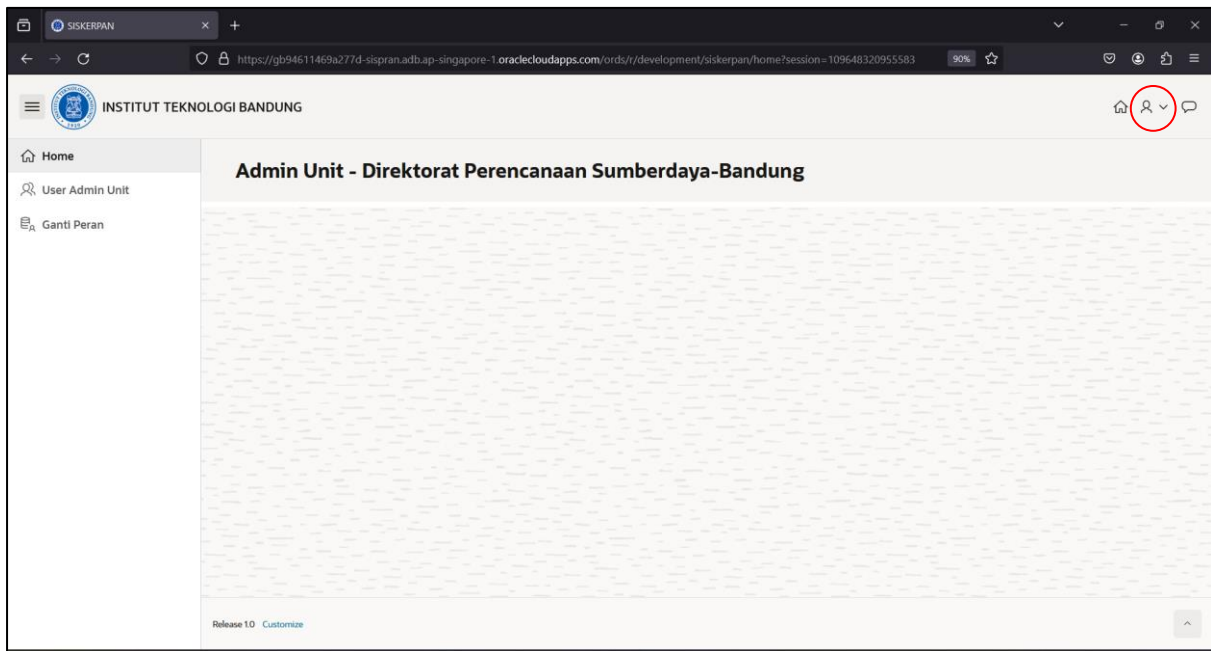 SISKERPAN
https://gb94611469a277d-sispran.adb.ap-singapore-1.oraclecloudapps.com/ords/r/development/siskerpan/home?session=109648320955583
90%
INSTITUT TEKNOLOGI BANDUNG
Home
Admin Unit - Direktorat Perencanaan Sumberdaya-Bandung
User Admin Unit
Ganti Peran
Release 1.0 Customize